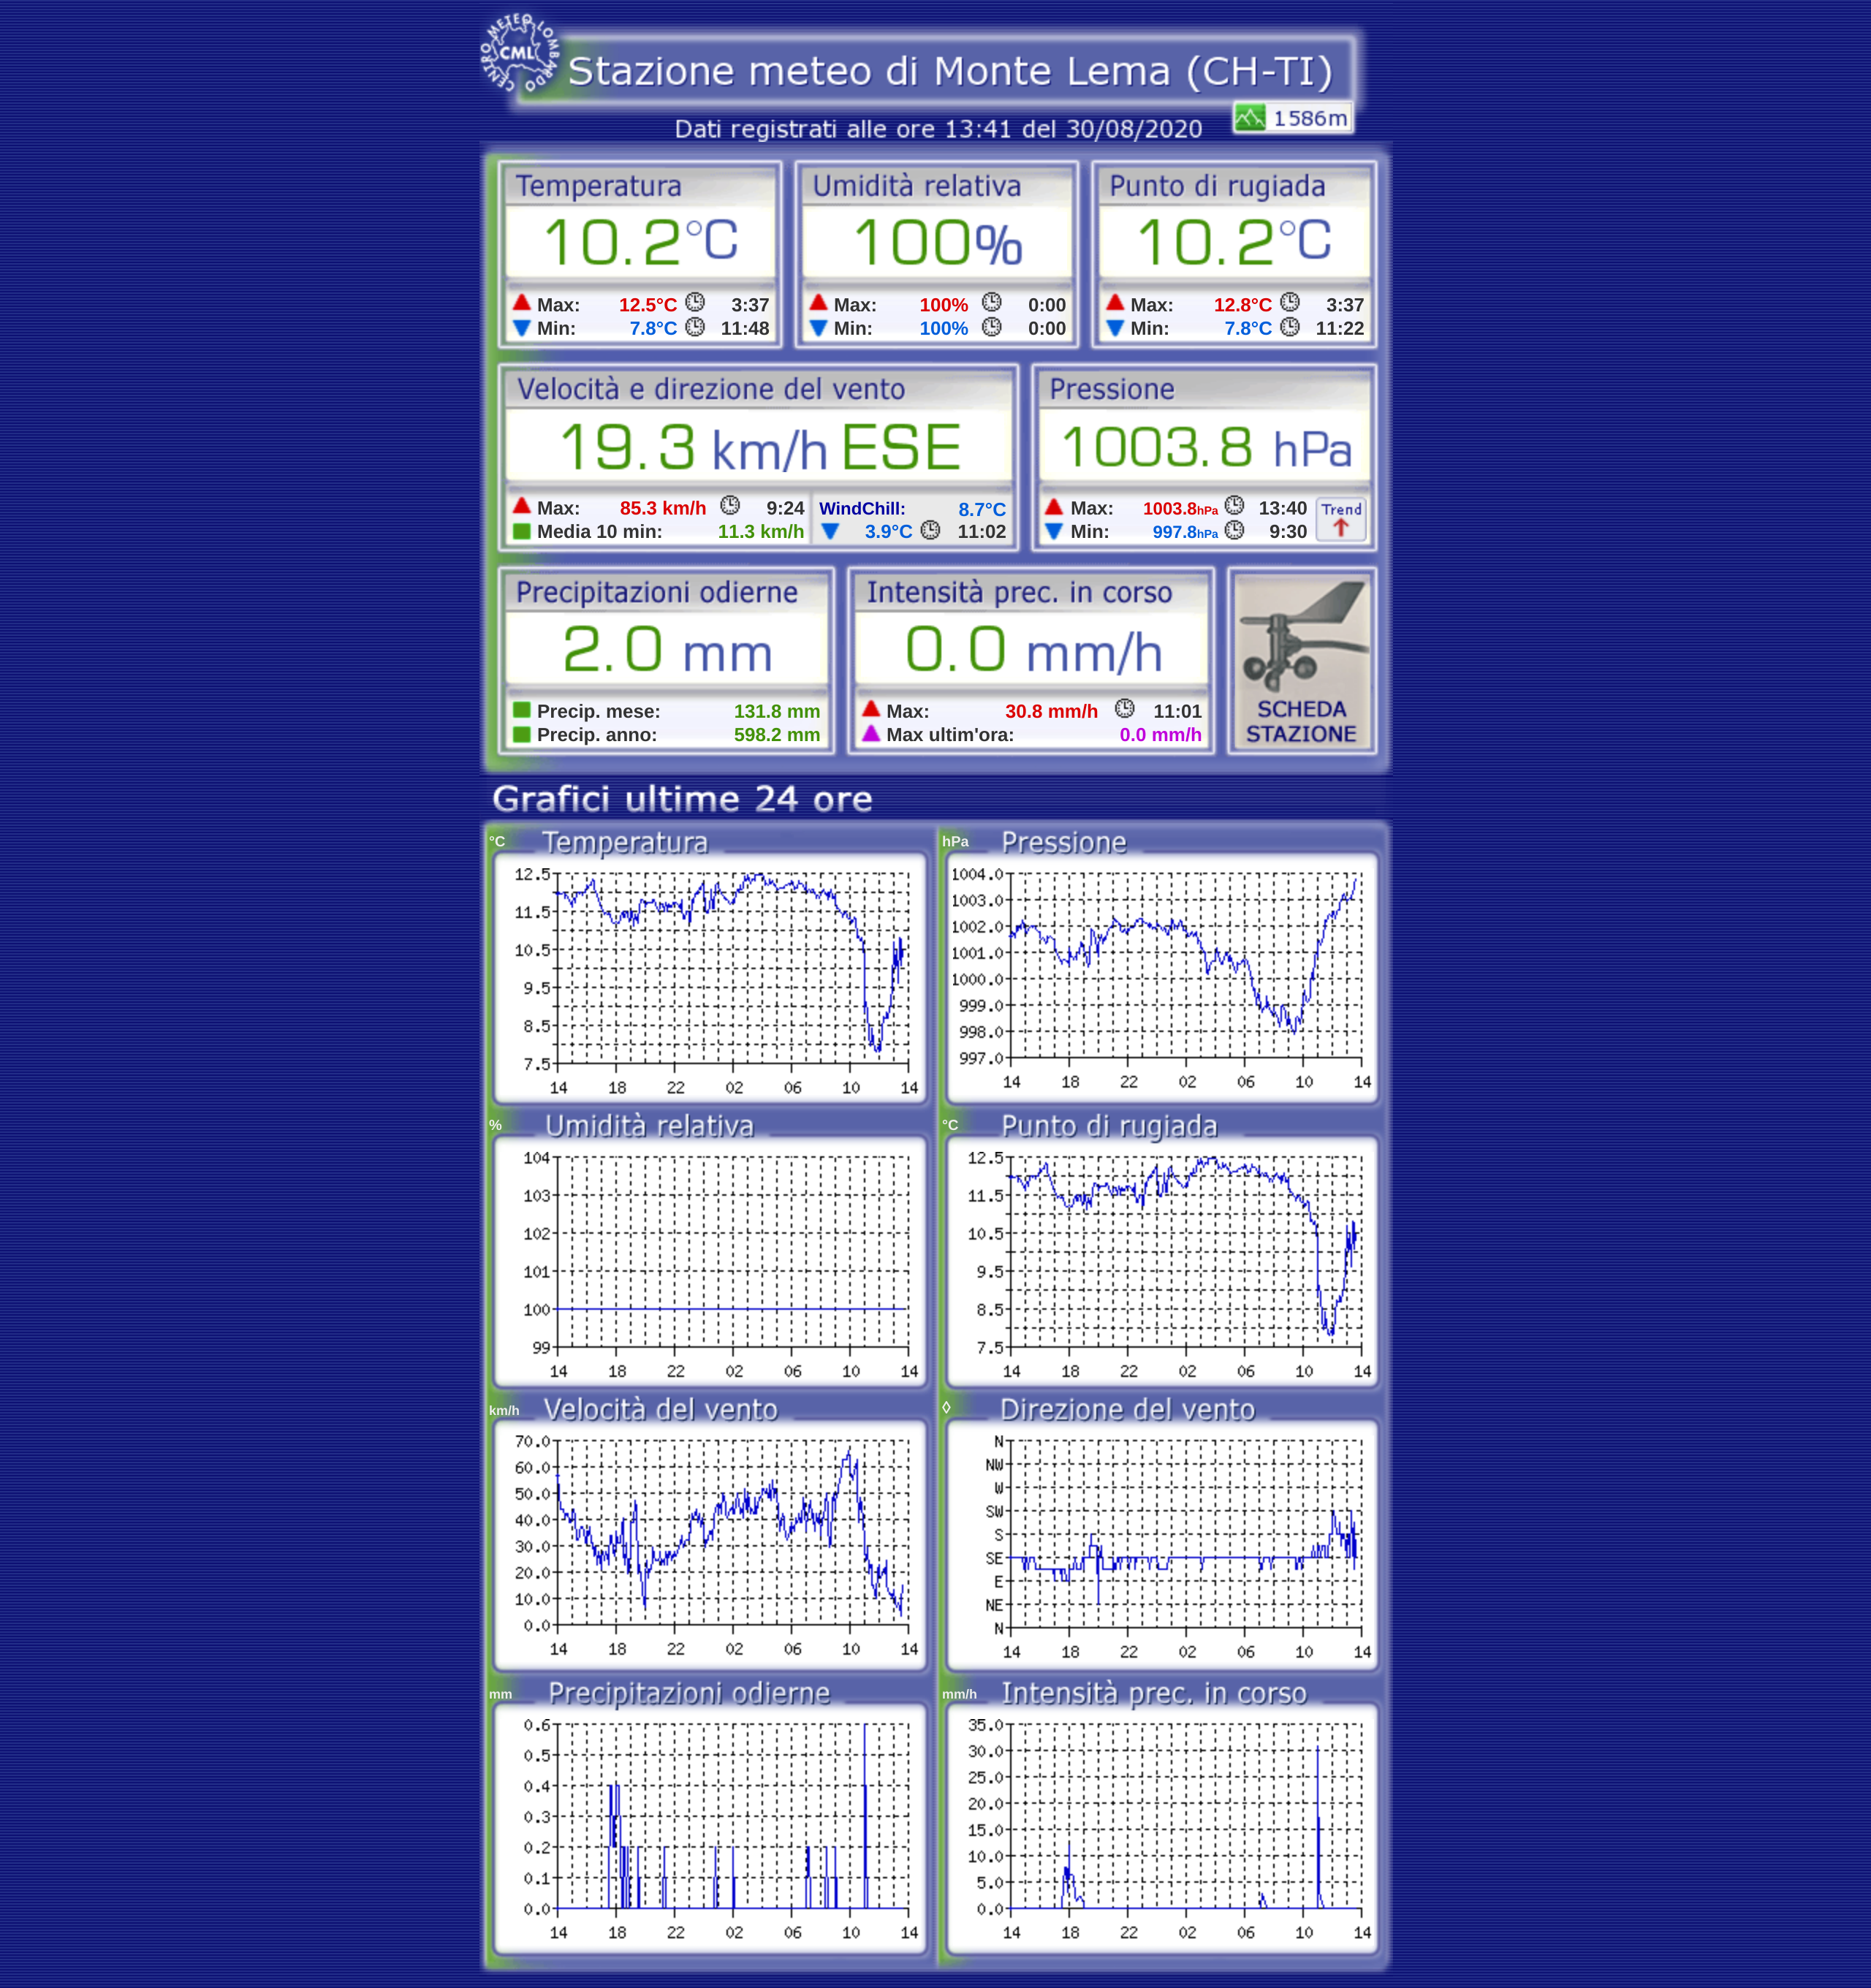 CENTRO METEO LOMBARDO
CML
Stazione meteo di Monte Lema (CH-TI)
1586m
Dati registrati alle ore 13:41 del 30/08/2020
Temperatura
10.2°C
Max: 12.5°C 3:37
Min: 7.8°C 11:48
Umidità relativa
100%
Max: 100% 0:00
Min: 100% 0:00
Punto di rugiada
10.2°C
Max: 12.8°C 3:37
Min: 7.8°C 11:22
Velocità e direzione del vento
19.3 km/h ESE
Max: 85.3 km/h 9:24
Media 10 min: 11.3 km/h
WindChill: 8.7°C
3.9°C 11:02
Pressione
1003.8 hPa
Max: 1003.8hPa 13:40
Min: 997.8hPa 9:30
Trend
Precipitazioni odierne
2.0 mm
Precip. mese: 131.8 mm
Precip. anno: 598.2 mm
Intensità prec. in corso
0.0 mm/h
Max: 30.8 mm/h 11:01
Max ultim'ora: 0.0 mm/h
SCHEDA
STAZIONE
Grafici ultime 24 ore
°C Temperatura
12.5
11.5
10.5
9.5
8.5
7.5
14 18 22 02 06 10 14
hPa Pressione
1004.0
1003.0
1002.0
1001.0
1000.0
999.0
998.0
997.0
14 18 22 02 06 10 14
% Umidità relativa
104
103
102
101
100
99
14 18 22 02 06 10 14
°C Punto di rugiada
12.5
11.5
10.5
9.5
8.5
7.5
14 18 22 02 06 10 14
km/h Velocità del vento
70.0
60.0
50.0
40.0
30.0
20.0
10.0
0.0
14 18 22 02 06 10 14
◊ Direzione del vento
N
NW
W
SW
S
SE
E
NE
N
14 18 22 02 06 10 14
mm Precipitazioni odierne
0.6
0.5
0.4
0.3
0.2
0.1
0.0
14 18 22 02 06 10 14
mm/h Intensità prec. in corso
35.0
30.0
25.0
20.0
15.0
10.0
5.0
0.0
14 18 22 02 06 10 14